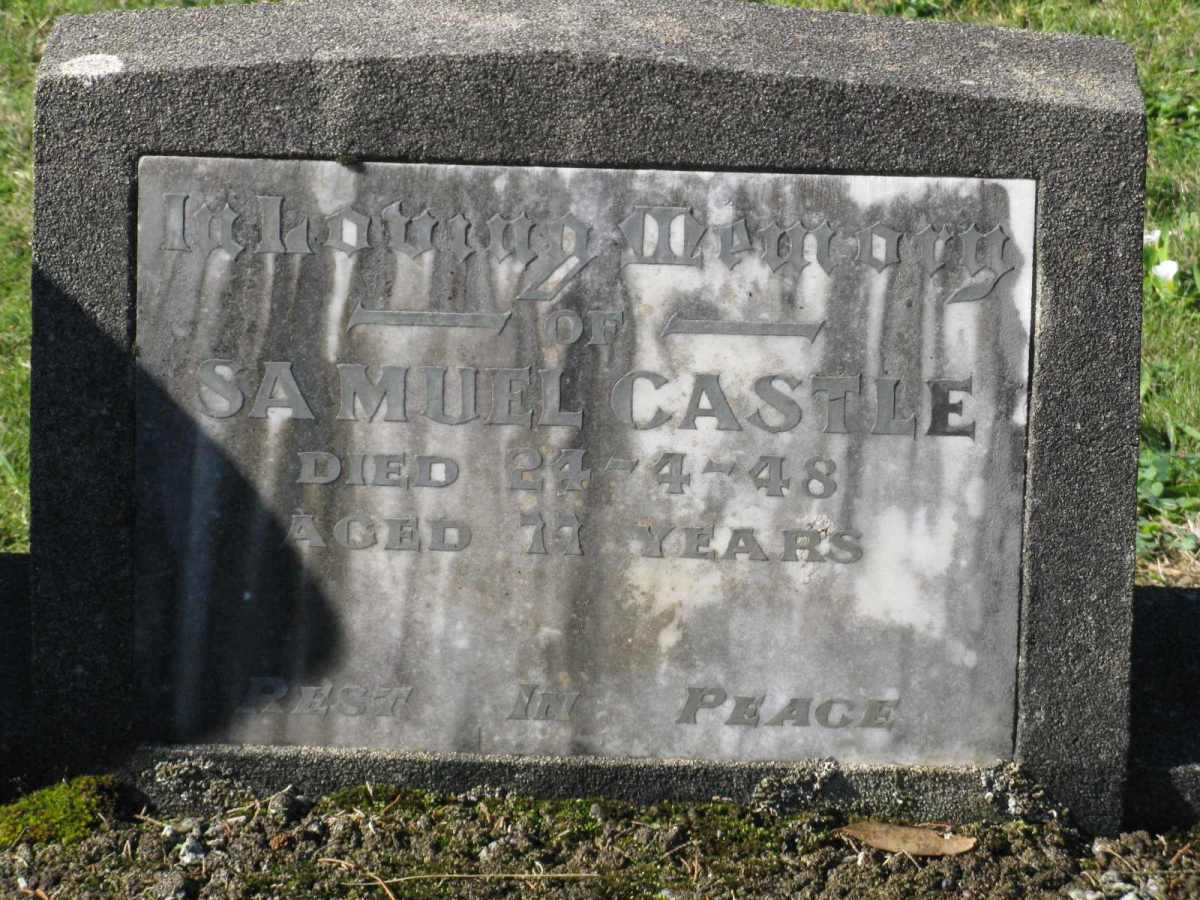 In Loving Memory
OF
SAMUEL CASTLE
DIED 24-4-48
AGED 77 YEARS
REST IN PEACE